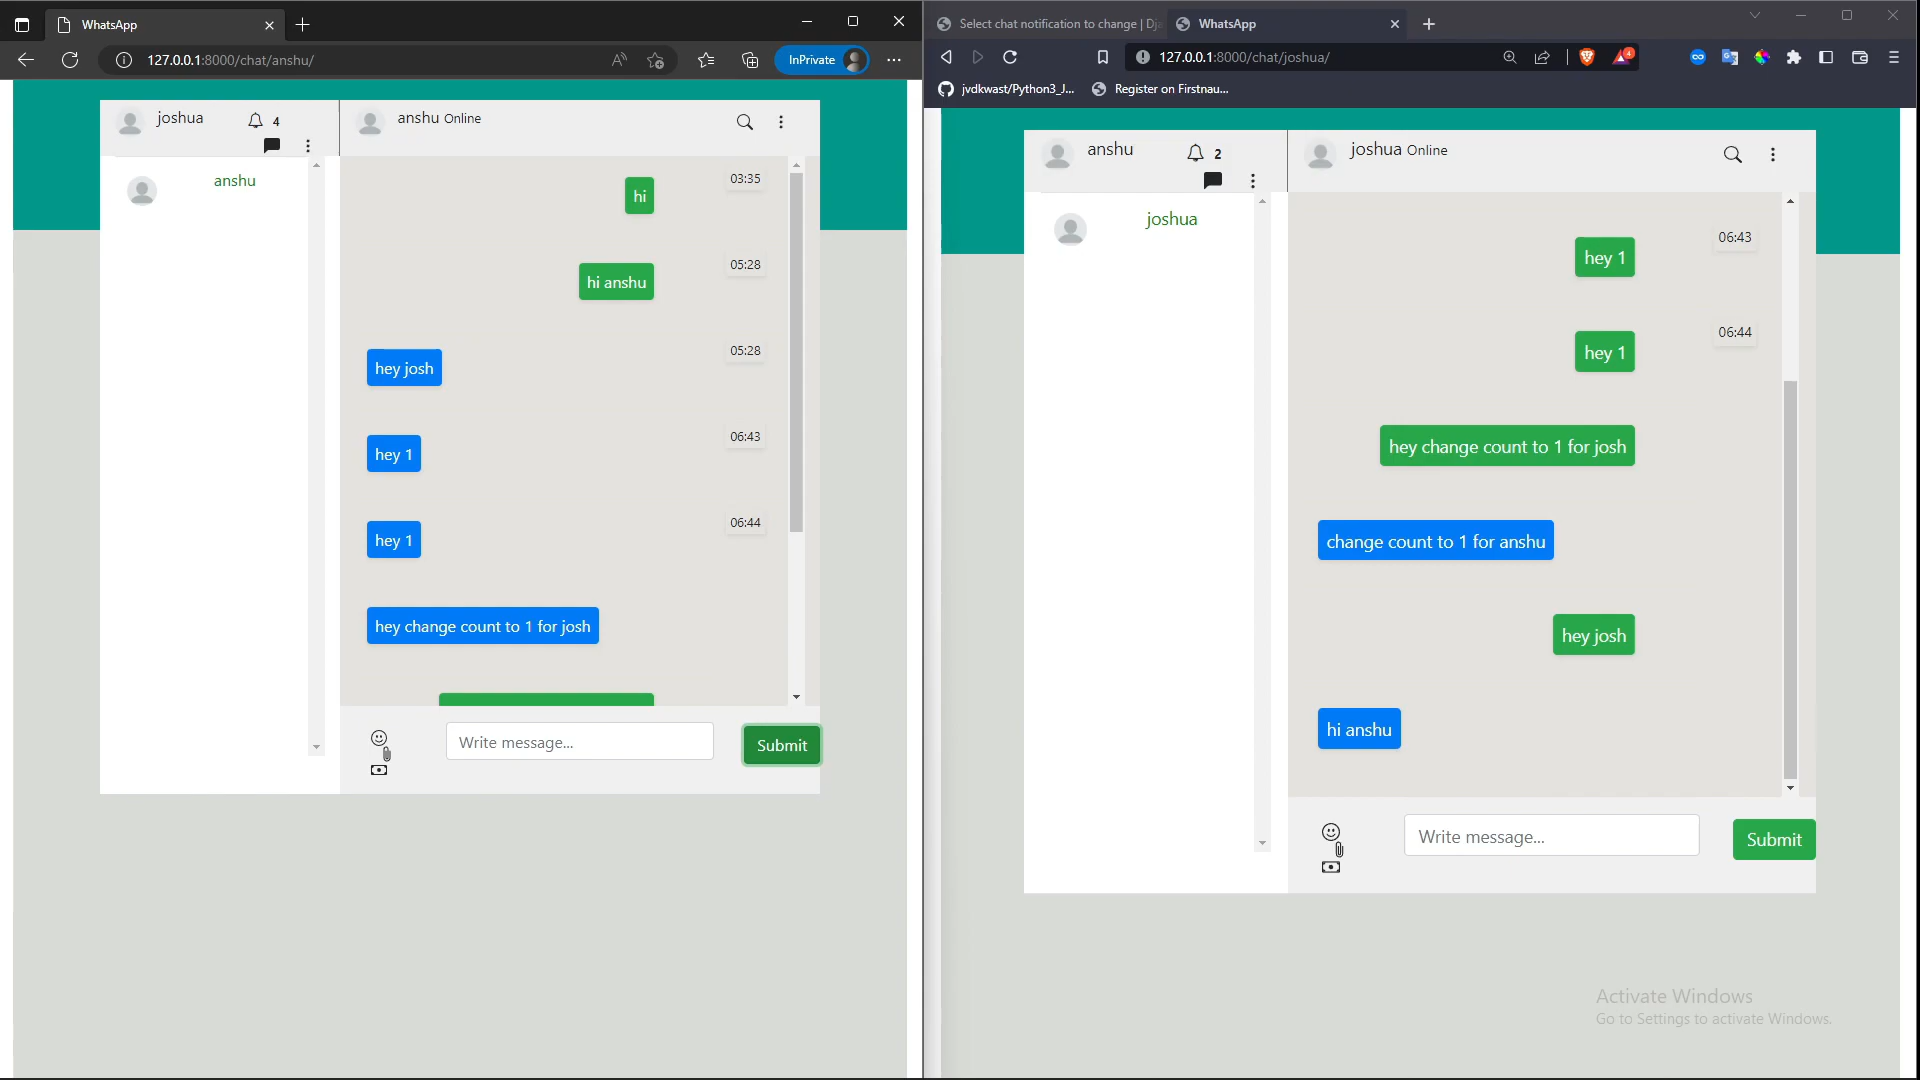 WhatsApp
127.0.0.1:8000/chat/anshu/
InPrivate
joshua
4
anshu
anshu Online
03:35
hi
05:28
hi anshu
05:28
hey josh
06:43
hey 1
06:44
hey 1
hey change count to 1 for josh
Write message...
Submit
Select chat notification to change | Dj
WhatsApp
127.0.0.1:8000/chat/joshua/
4
jvdkwast/Python3_J...
Register on Firstnau...
anshu
2
joshua
joshua Online
06:43
hey 1
06:44
hey 1
hey change count to 1 for josh
change count to 1 for anshu
hey josh
hi anshu
Write message...
Submit
Activate Windows
Go to Settings to activate Windows.